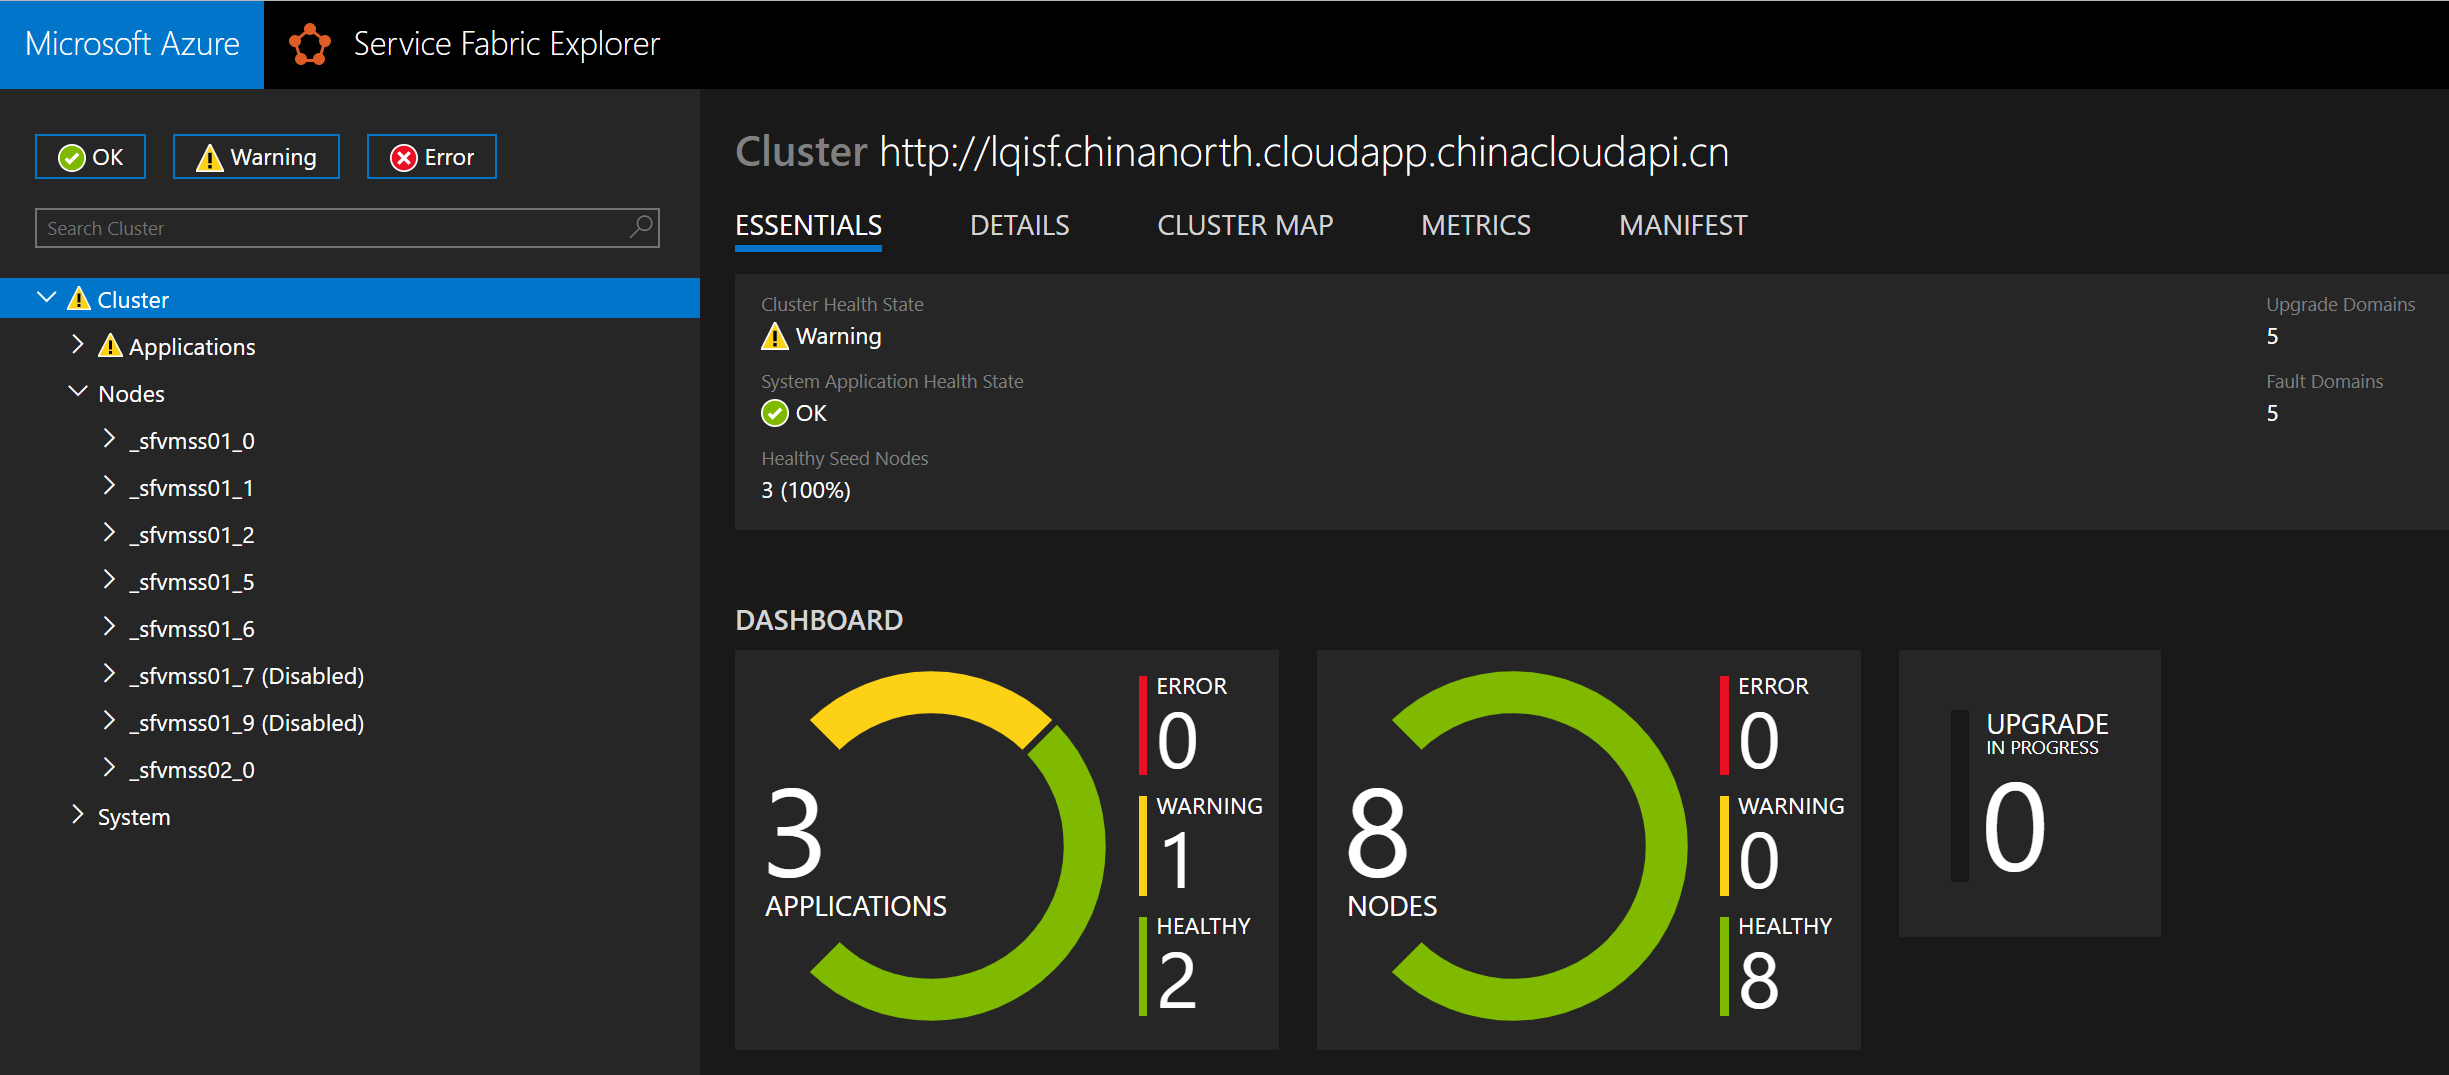 Microsoft Azure
Service Fabric Explorer
OK
Warning
Error
Search Cluster
Cluster
Applications
Nodes
_sfvmss01_0
_sfvmss01_1
_sfvmss01_2
_sfvmss01_5
_sfvmss01_6
_sfvmss01_7 (Disabled)
_sfvmss01_9 (Disabled)
_sfvmss02_0
System
Cluster http://lqisf.chinanorth.cloudapp.chinacloudapi.cn
ESSENTIALS
DETAILS
CLUSTER MAP
METRICS
MANIFEST
Cluster Health State
Warning
System Application Health State
OK
Healthy Seed Nodes
3 (100%)
Upgrade Domains
5
Fault Domains
5
DASHBOARD
3
APPLICATIONS
ERROR
0
WARNING
1
HEALTHY
2
8
NODES
ERROR
0
WARNING
0
HEALTHY
8
UPGRADE
IN PROGRESS
0